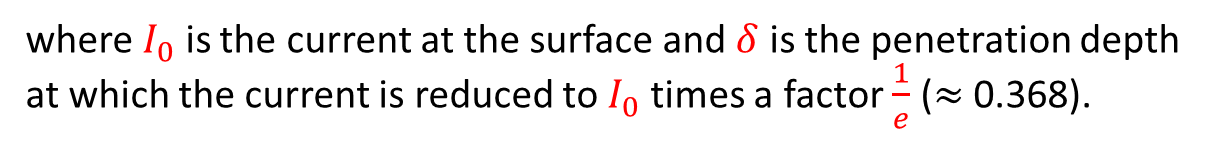 where I₀ is the current at the surface and δ is the penetration depth
at which the current is reduced to I₀ times a factor 1/e (≈ 0.368).